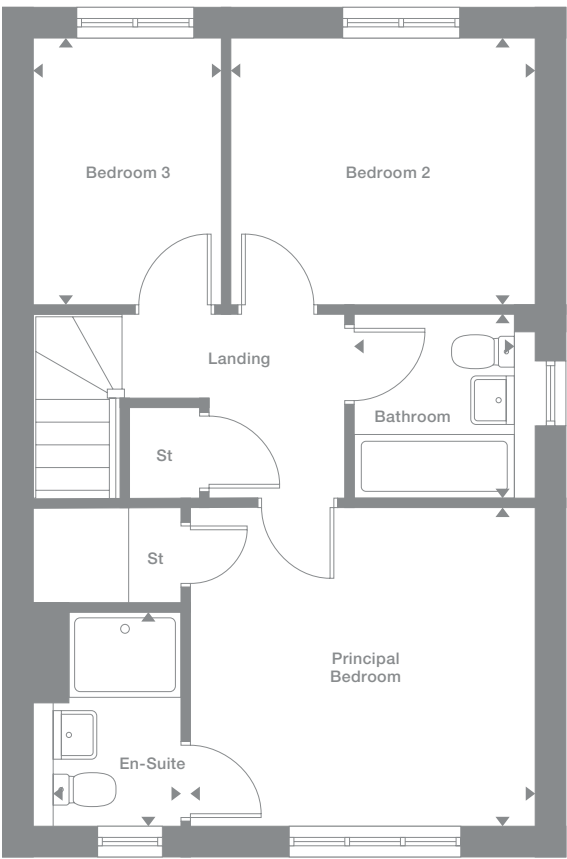 Bedroom 3
Bedroom 2
Landing
Bathroom
St
St
Principal
Bedroom
En-Suite